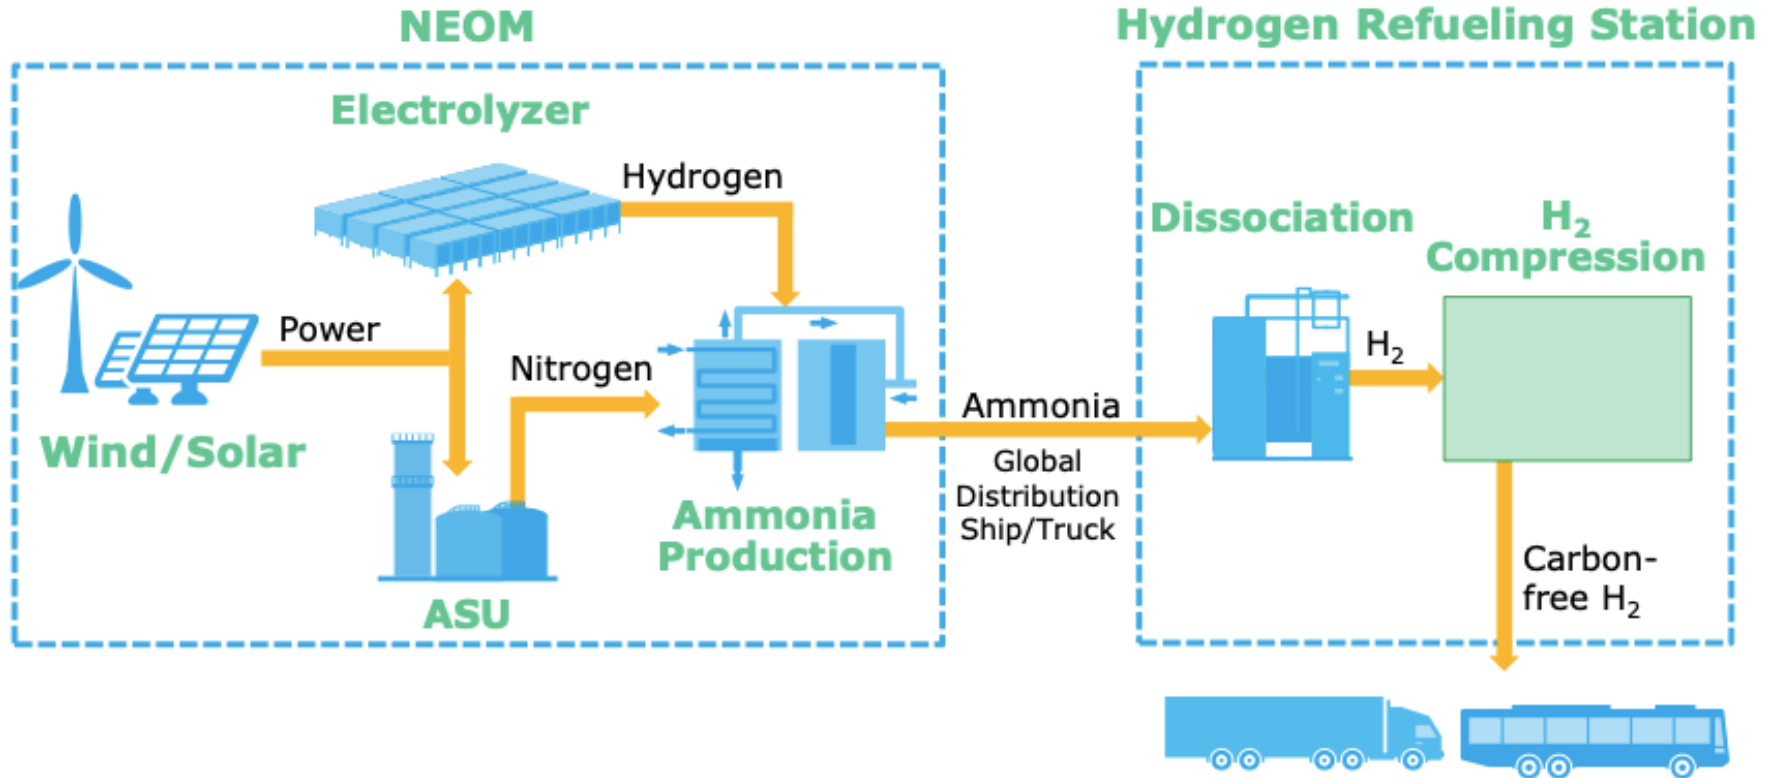 NEOM
Hydrogen Refueling Station
Electrolyzer
Hydrogen
Power
Wind/Solar
Nitrogen
ASU
Ammonia
Production
Ammonia
Global
Distribution
Ship/Truck
Dissociation
H₂
Compression
H₂
Carbon-
free H₂